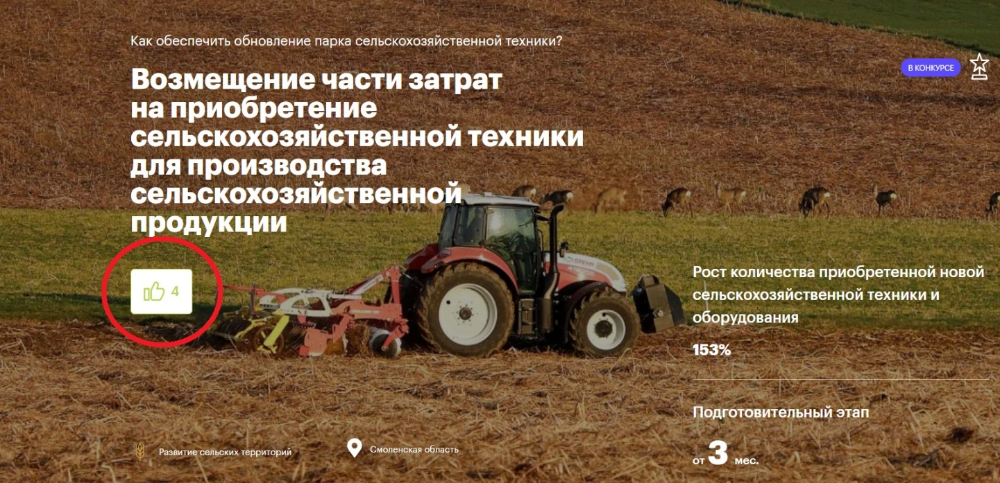 Как обеспечить обновление парка сельскохозяйственной техники?
В КОНКУРСЕ
Возмещение части затрат
на приобретение
сельскохозяйственной техники
для производства
сельскохозяйственной
продукции
4
STEYR
Рост количества приобретенной новой
сельскохозяйственной техники и
оборудования
153%
Подготовительный этап
от 3 мес.
Развитие сельских территорий
Смоленская область